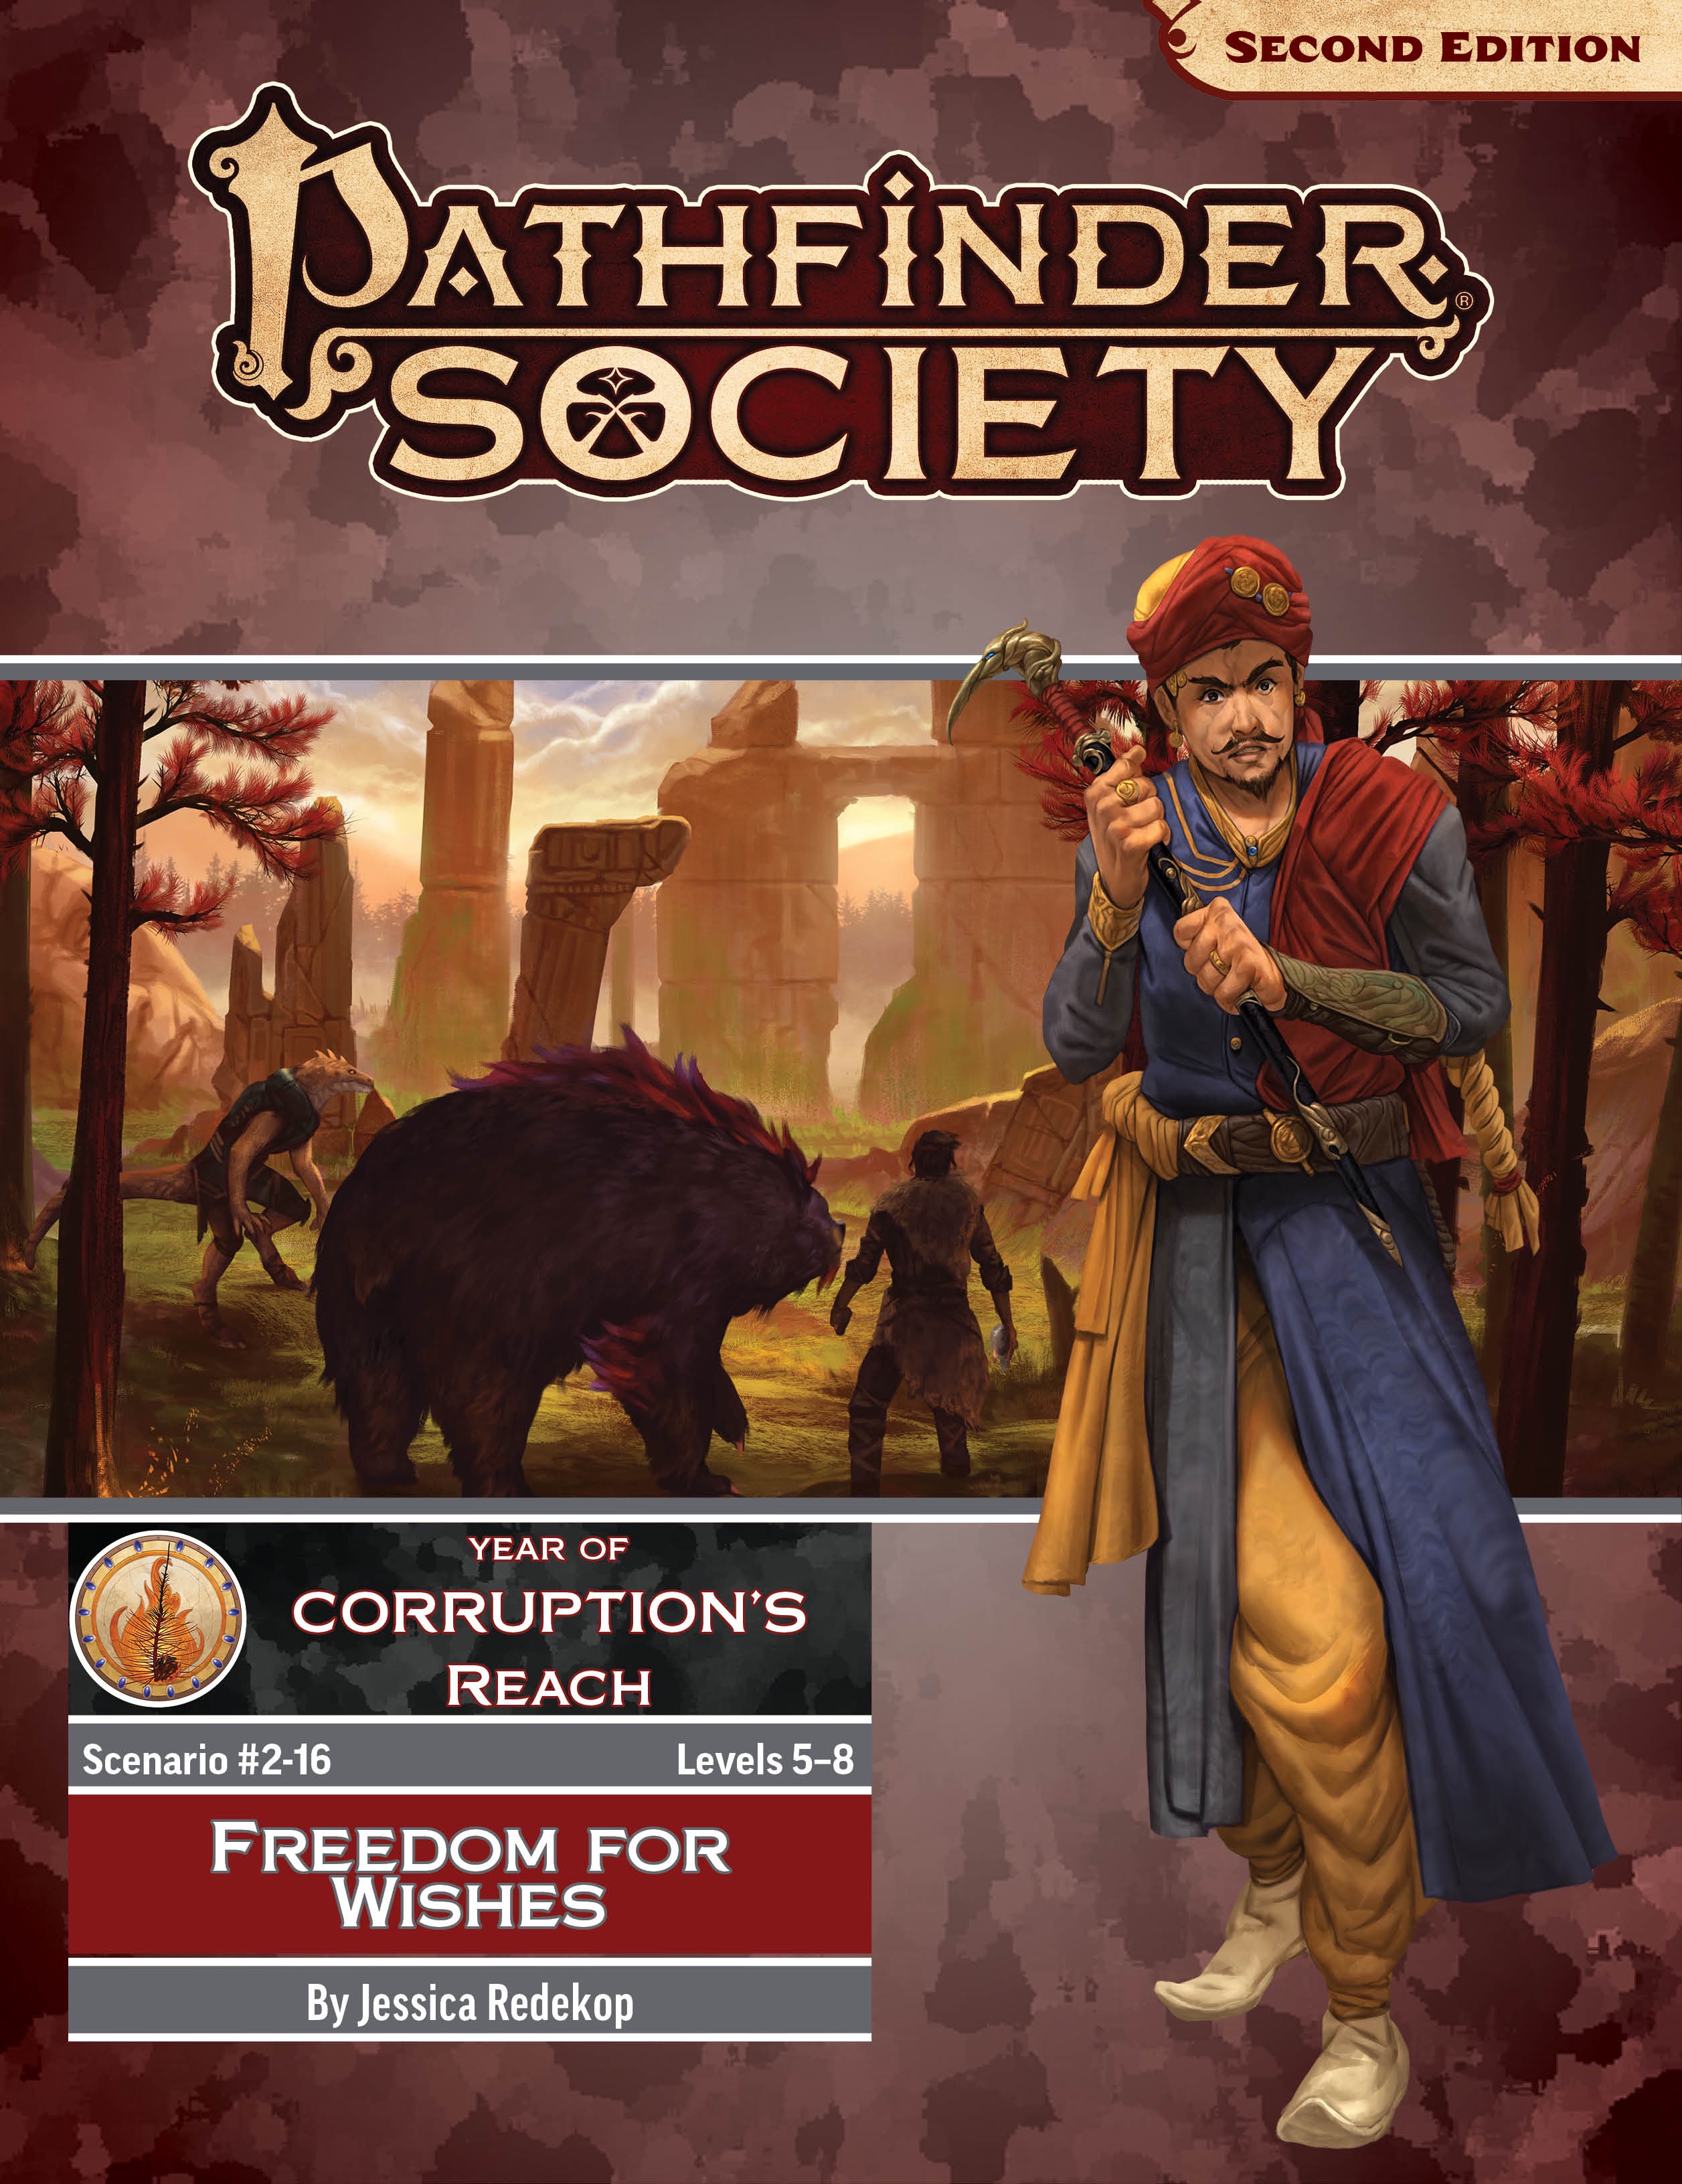 SECOND EDITION
PATHFINDER
®
SOCIETY
YEAR OF
CORRUPTION'S
REACH
Scenario #2-16 Levels 5–8
FREEDOM FOR
WISHES
By Jessica Redekop